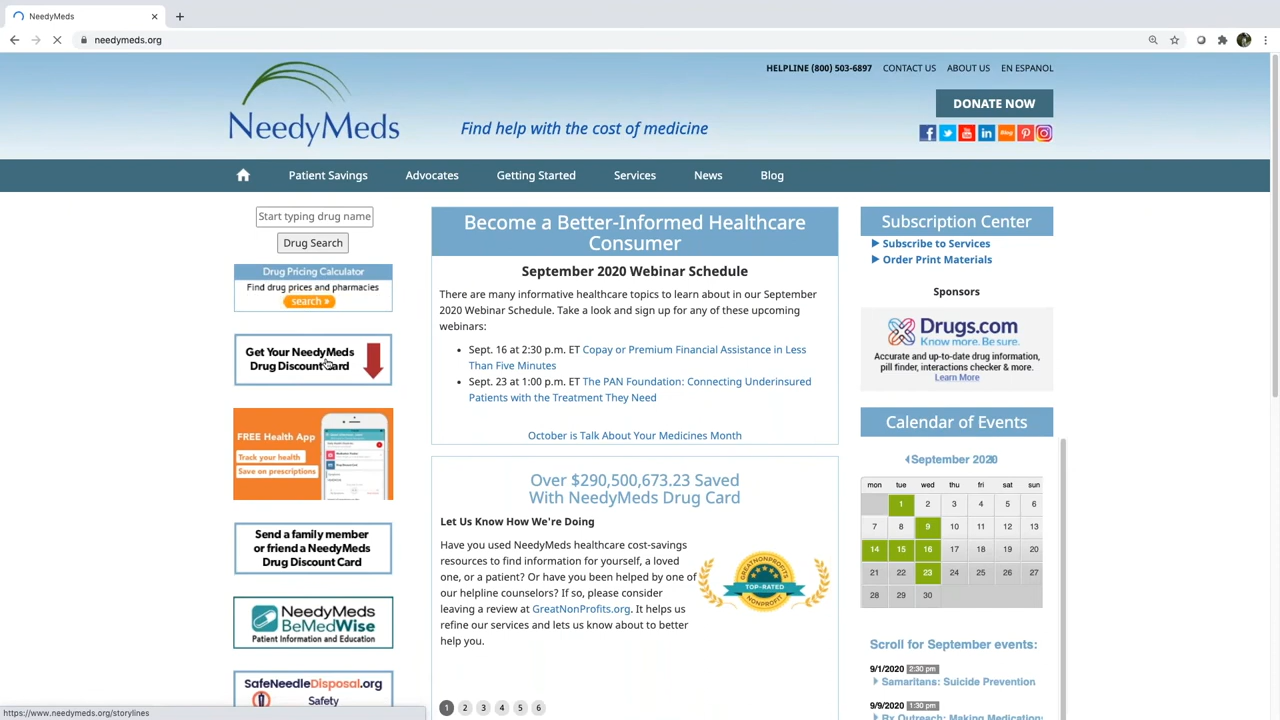 NeedyMeds
needymeds.org
HELPLINE (800) 503-6897 CONTACT US ABOUT US EN ESPANOL
NeedyMeds
Find help with the cost of medicine
DONATE NOW
Blog
Patient Savings Advocates Getting Started Services News Blog
Start typing drug name
Drug Search
Drug Pricing Calculator
Find drug prices and pharmacies
search »
Get Your NeedyMeds
Drug Discount Card
FREE Health App
Track your health
Save on prescriptions
Send a family member
or friend a NeedyMeds
Drug Discount Card
NeedyMeds
BeMedWise
Patient Information and Education
SafeNeedleDisposal.org
Safety
Become a Better-Informed Healthcare
Consumer
September 2020 Webinar Schedule
There are many informative healthcare topics to learn about in our September
2020 Webinar Schedule. Take a look and sign up for any of these upcoming
webinars:
• Sept. 16 at 2:30 p.m. ET Copay or Premium Financial Assistance in Less
Than Five Minutes
• Sept. 23 at 1:00 p.m. ET The PAN Foundation: Connecting Underinsured
Patients with the Treatment They Need
October is Talk About Your Medicines Month
Over $290,500,673.23 Saved
With NeedyMeds Drug Card
Let Us Know How We're Doing
Have you used NeedyMeds healthcare cost-savings
resources to find information for yourself, a loved
one, or a patient? Or have you been helped by one of
our helpline counselors? If so, please consider
leaving a review at GreatNonProfits.org. It helps us
refine our services and lets us know about to better
help you.
GREATNONPROFITS
TOP-RATED
NONPROFIT
1 2 3 4 5 6
Subscription Center
Subscribe to Services
Order Print Materials
Sponsors
Drugs.com
Know more. Be sure.
Accurate and up-to-date drug information,
pill finder, interactions checker & more.
Learn More
Calendar of Events
September 2020
mon tue wed thu fri sat sun
1 2 3 4 5 6
7 8 9 10 11 12 13
14 15 16 17 18 19 20
21 22 23 24 25 26 27
28 29 30
Scroll for September events:
9/1/2020 2:30 pm
Samaritans: Suicide Prevention
9/9/2020 1:30 pm
Rx Outreach: Making Medications
https://www.needymeds.org/storylines